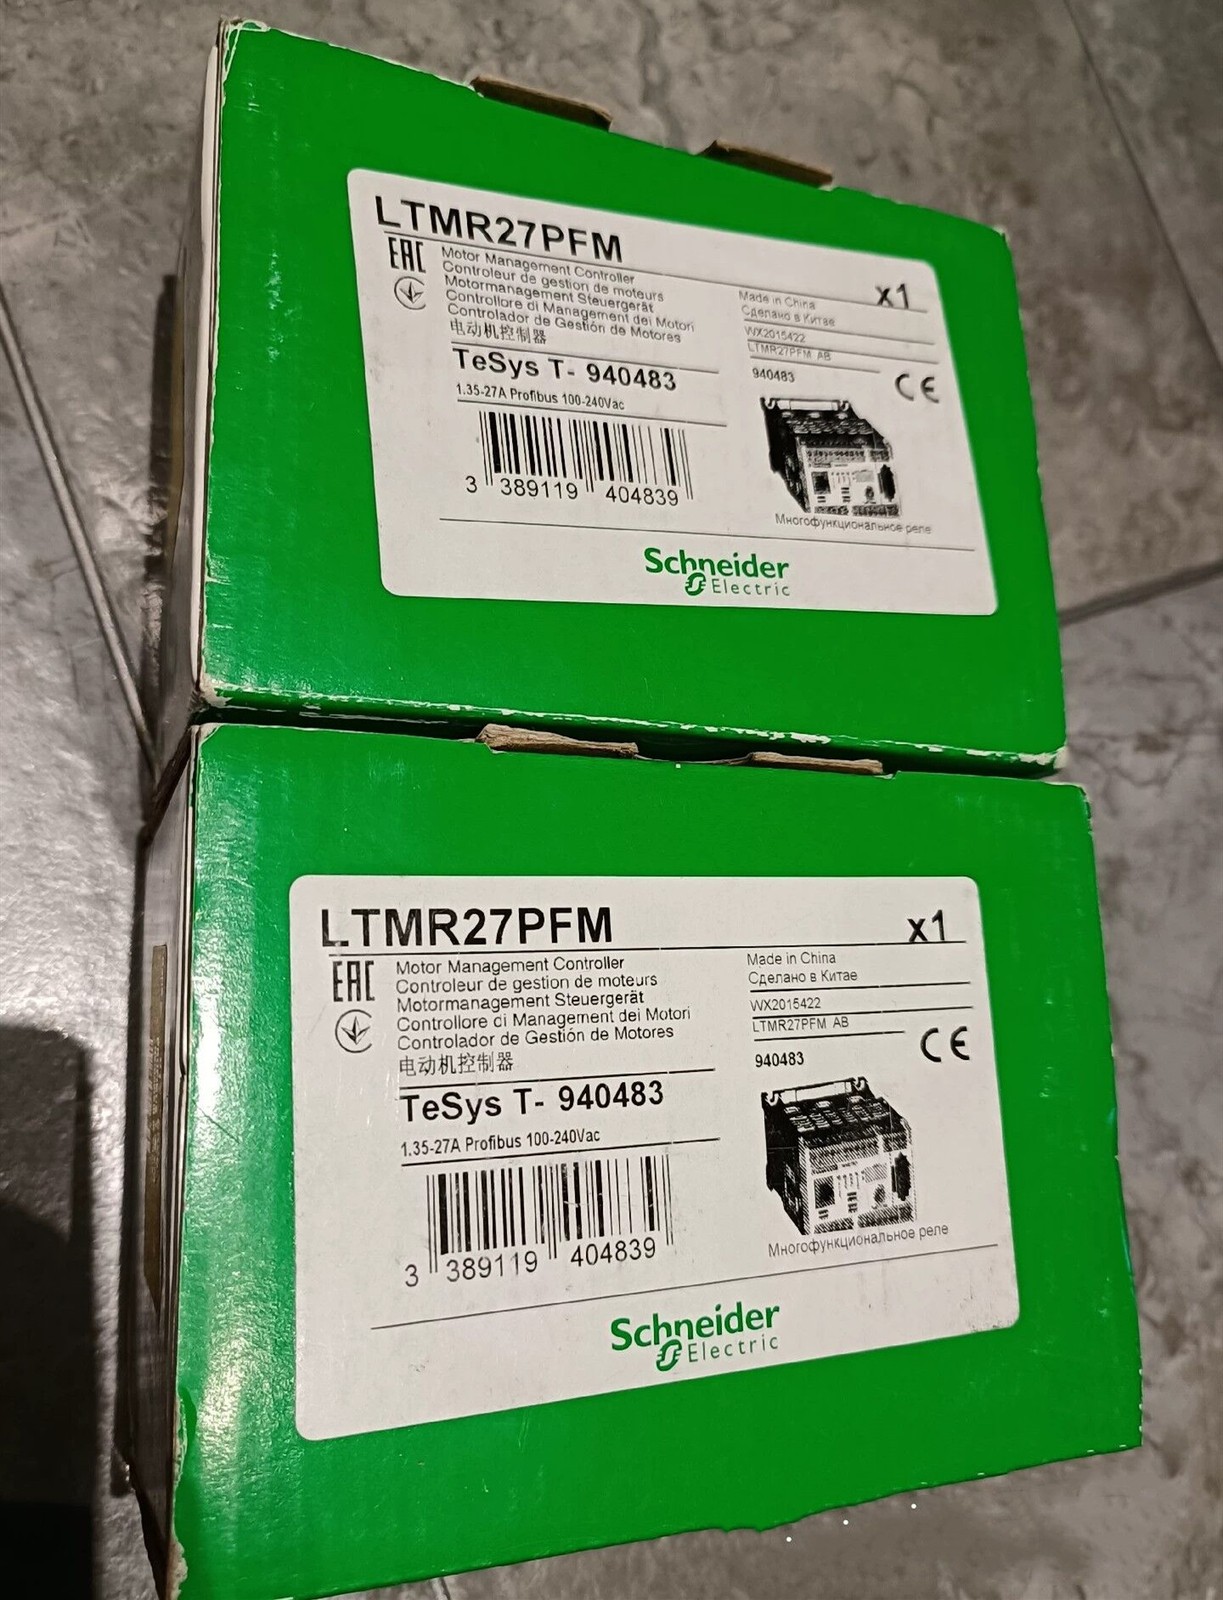 LTMR27PFM
x1
EAC
Motor Management Controller
Controleur de gestion de moteurs
Motormanagement Steuergerät
Controllore di Management dei Motori
Controlador de Gestión de Motores
电动机控制器
TeSys T- 940483
1.35-27A Profibus 100-240Vac
3 389119 404839
Made in China
Сделано в Китае
WX2015422
LTMR27PFM AB
940483
CE
Многофункциональное реле
Schneider
Electric
LTMR27PFM
x1
EAC
Motor Management Controller
Controleur de gestion de moteurs
Motormanagement Steuergerät
Controllore di Management dei Motori
Controlador de Gestión de Motores
电动机控制器
TeSys T- 940483
1.35-27A Profibus 100-240Vac
3 389119 404839
Made in China
Сделано в Китае
WX2015422
LTMR27PFM AB
940483
CE
Многофункциональное реле
Schneider
Electric